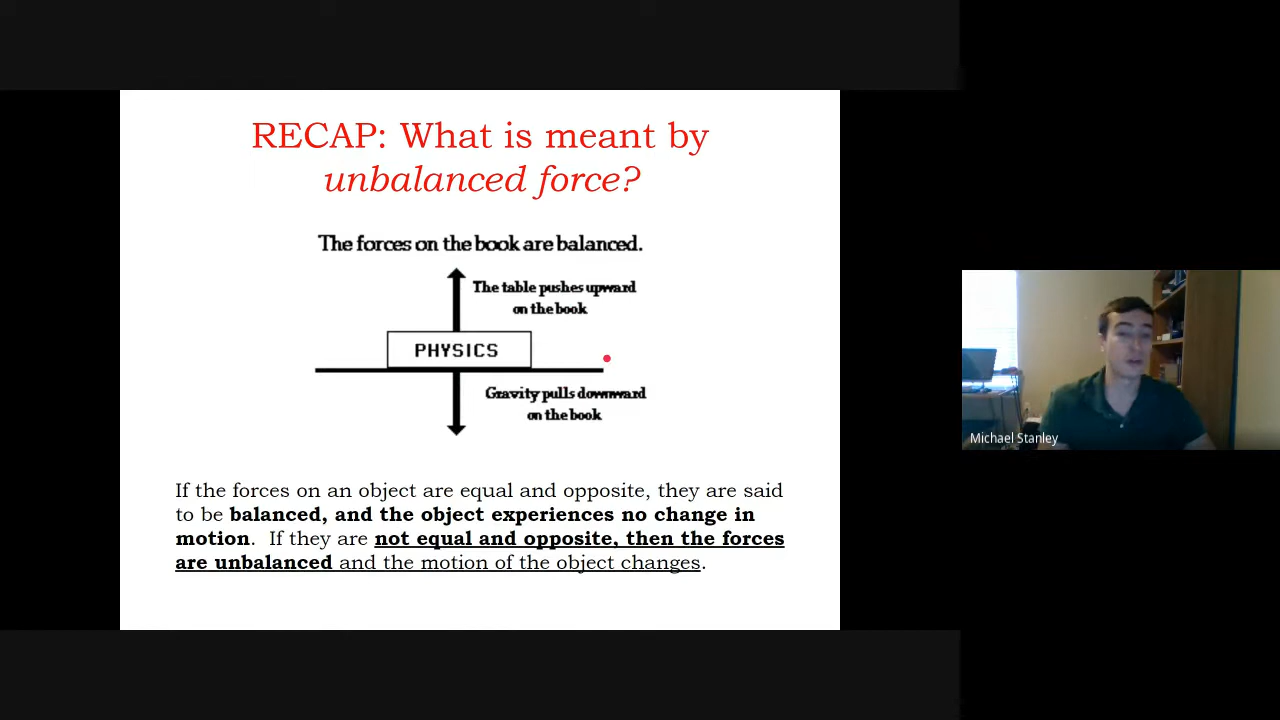 RECAP: What is meant by
unbalanced force?
The forces on the book are balanced.
The table pushes upward
on the book
PHYSICS
Gravity pulls downward
on the book
If the forces on an object are equal and opposite, they are said
to be balanced, and the object experiences no change in
motion. If they are not equal and opposite, then the forces
are unbalanced and the motion of the object changes.
Michael Stanley